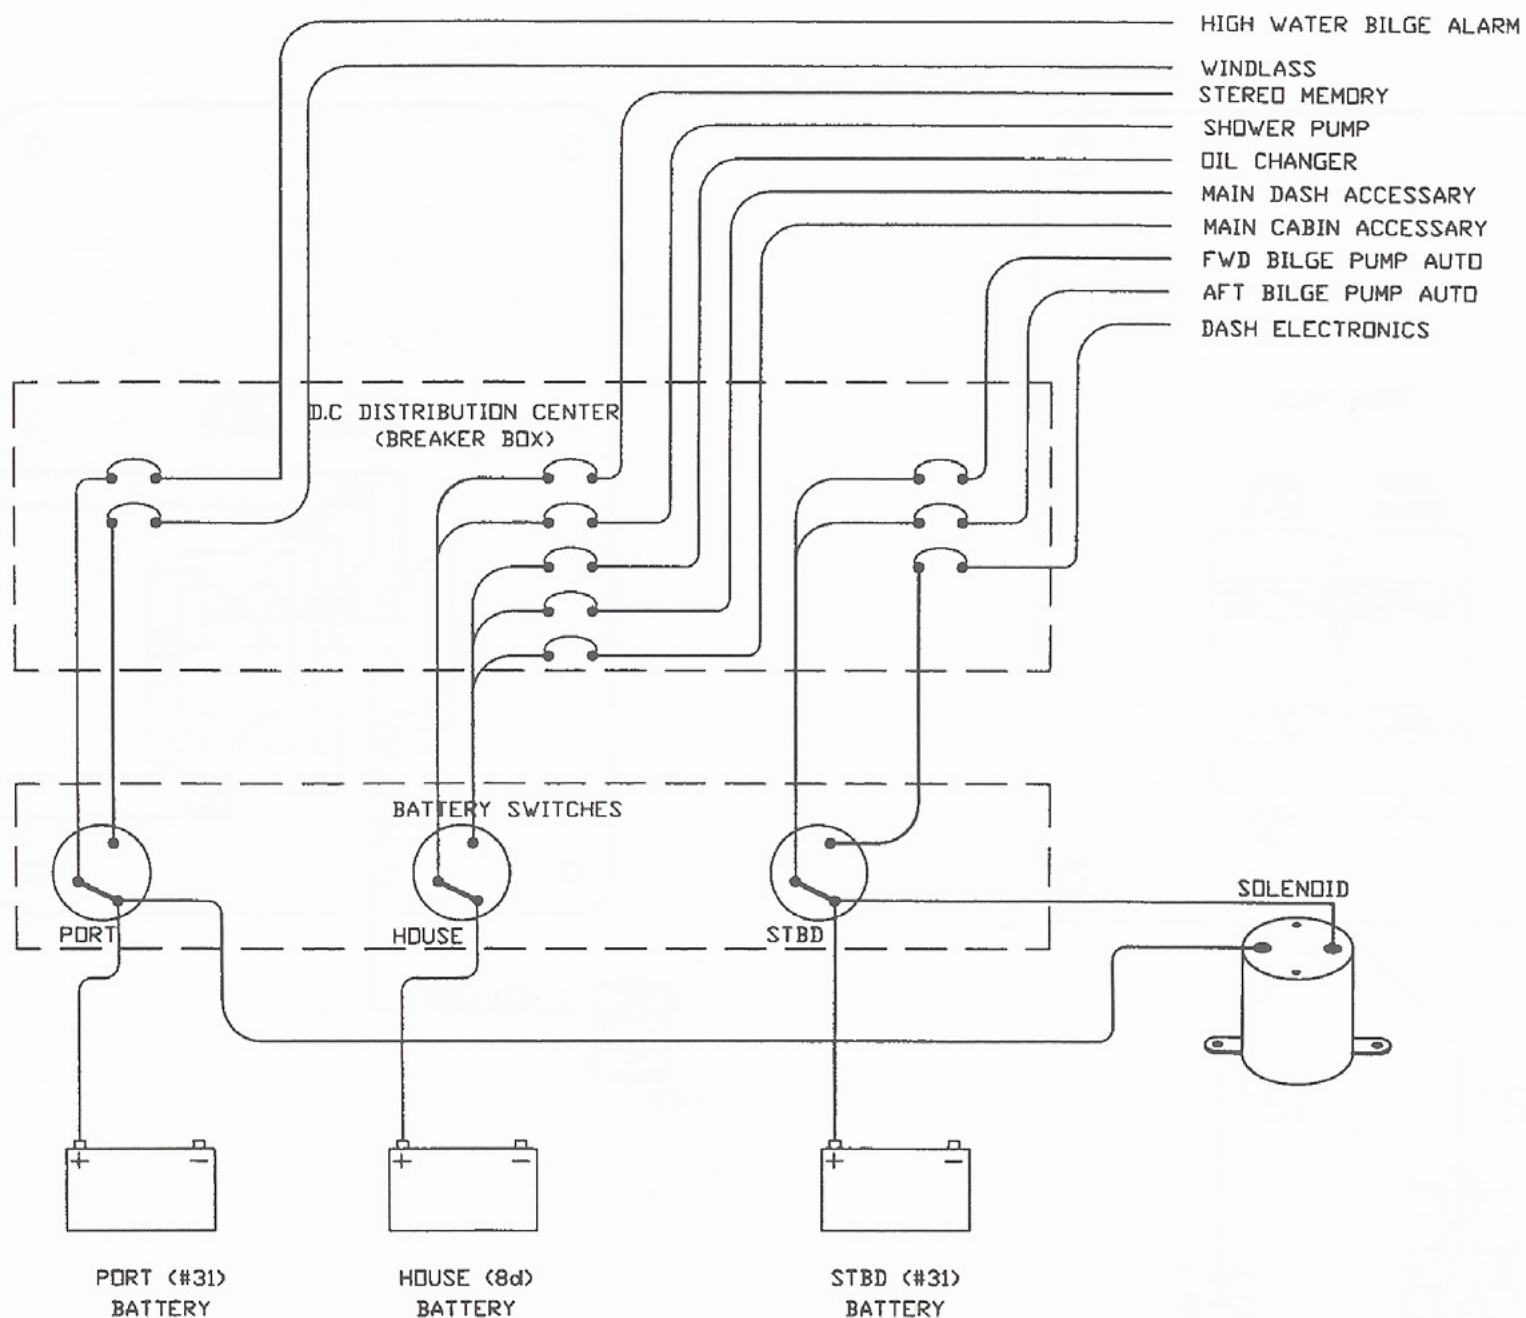 HIGH WATER BILGE ALARM
WINDLASS
STEREO MEMORY
SHOWER PUMP
OIL CHANGER
MAIN DASH ACCESSARY
MAIN CABIN ACCESSARY
FWD BILGE PUMP AUTO
AFT BILGE PUMP AUTO
DASH ELECTRONICS
D.C DISTRIBUTION CENTER
(BREAKER BOX)
BATTERY SWITCHES
PORT
HOUSE
STBD
SOLENOID
+ −
+ −
+ −
PORT (#31)
BATTERY
HOUSE (8d)
BATTERY
STBD (#31)
BATTERY